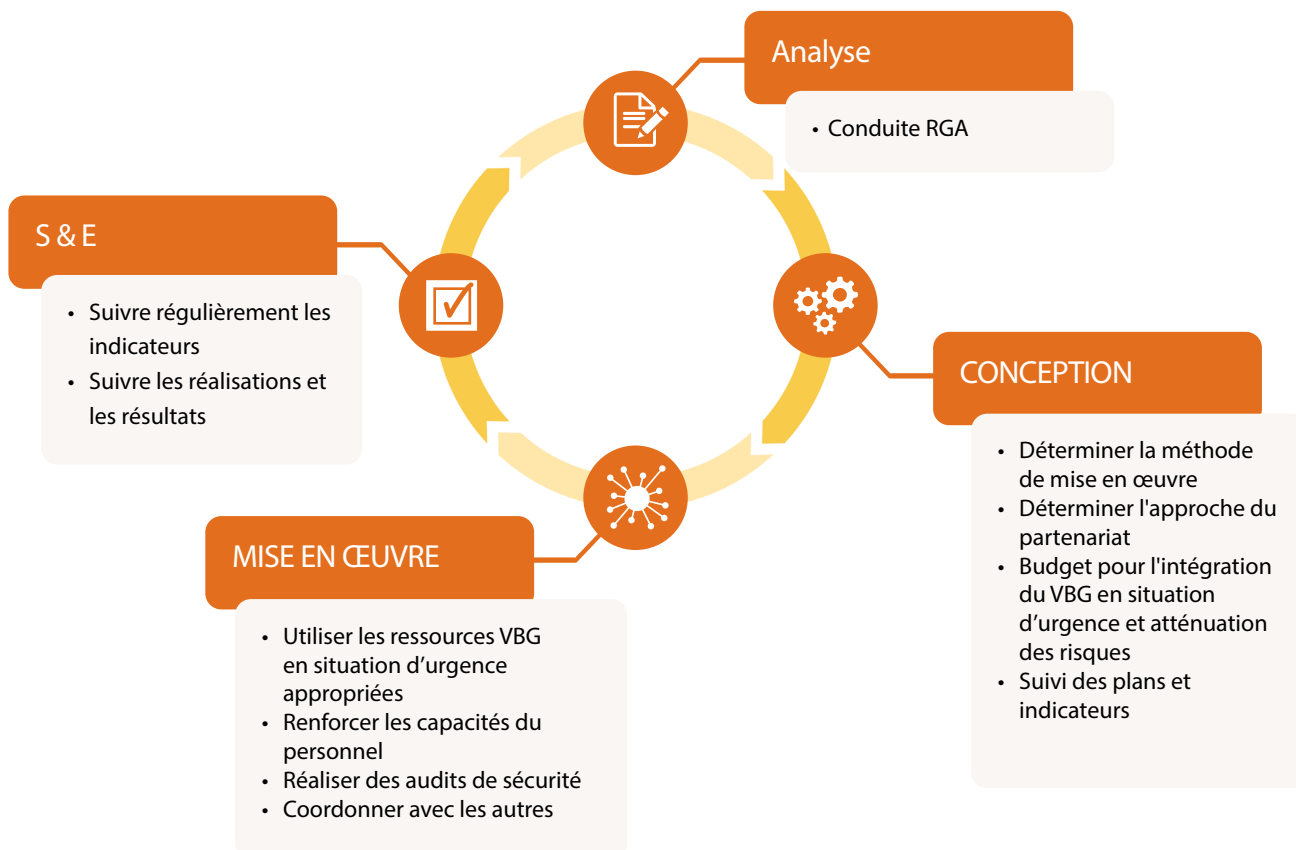 Analyse
• Conduite RGA
CONCEPTION
• Déterminer la méthode
de mise en œuvre
• Déterminer l'approche du
partenariat
• Budget pour l'intégration
du VBG en situation
d’urgence et atténuation
des risques
• Suivi des plans et
indicateurs
MISE EN ŒUVRE
• Utiliser les ressources VBG
en situation d’urgence
appropriées
• Renforcer les capacités du
personnel
• Réaliser des audits de sécurité
• Coordonner avec les autres
S & E
• Suivre régulièrement les
indicateurs
• Suivre les réalisations et
les résultats